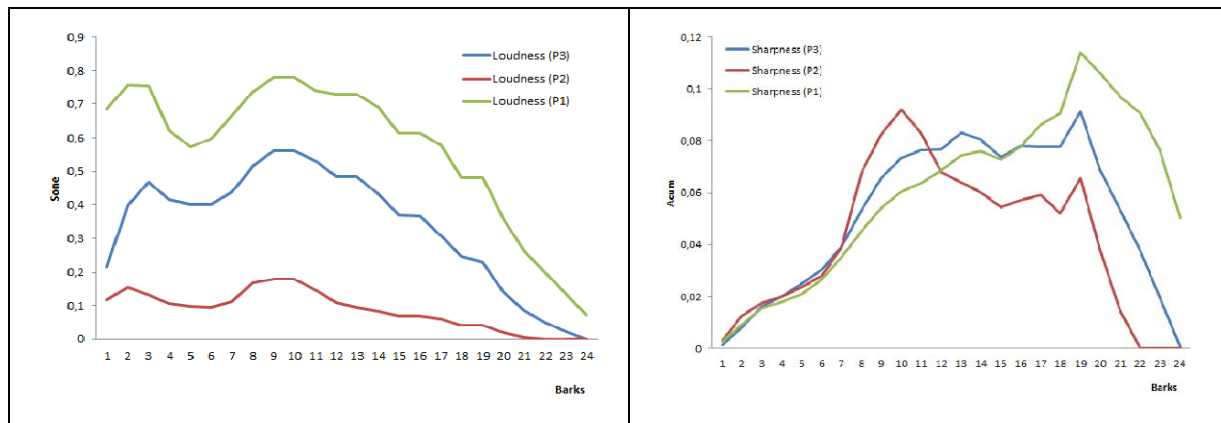 0,9
0,8
0,7
0,6
0,5
0,4
0,3
0,2
0,1
0
Sone
Loudness (P3)
Loudness (P2)
Loudness (P1)
1 2 3 4 5 6 7 8 9 10 11 12 13 14 15 16 17 18 19 20 21 22 23 24
Barks
0,12
0,1
0,08
0,06
0,04
0,02
0
Acum
Sharpness (P3)
Sharpness (P2)
Sharpness (P1)
1 2 3 4 5 6 7 8 9 10 11 12 13 14 15 16 17 18 19 20 21 22 23 24
Barks